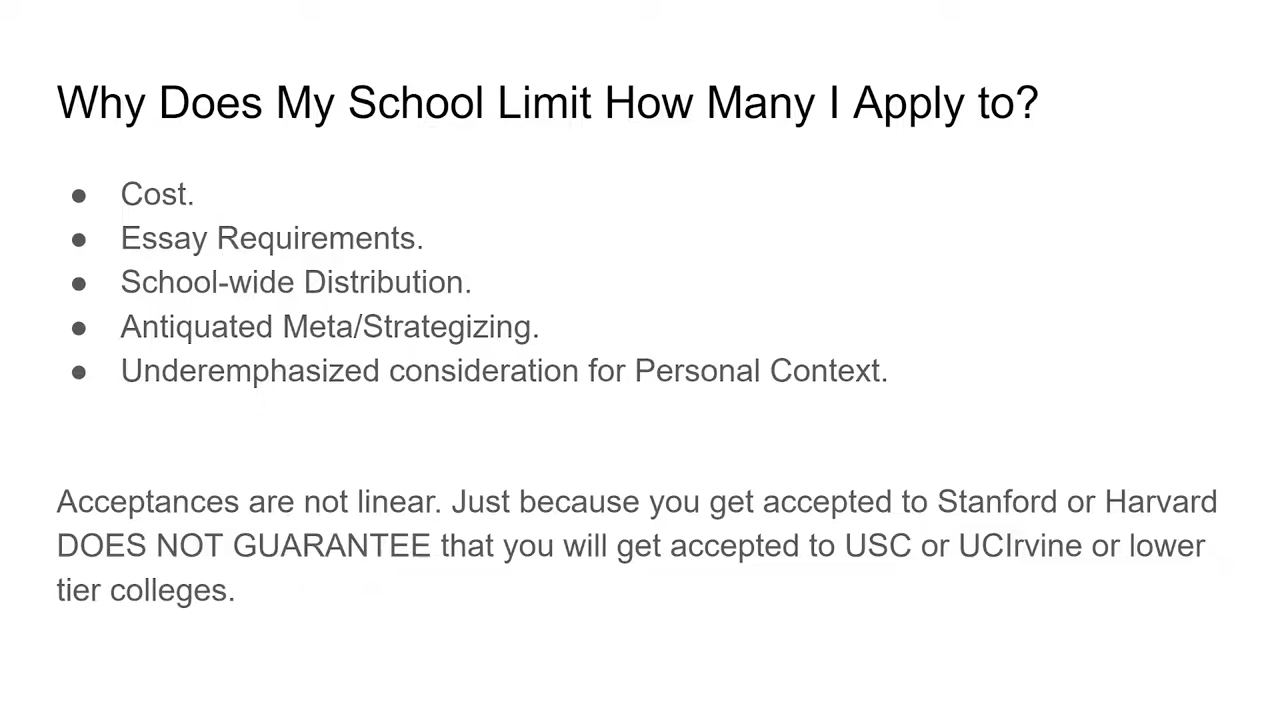 Why Does My School Limit How Many I Apply to?
● Cost.
● Essay Requirements.
● School-wide Distribution.
● Antiquated Meta/Strategizing.
● Underemphasized consideration for Personal Context.
Acceptances are not linear. Just because you get accepted to Stanford or Harvard
DOES NOT GUARANTEE that you will get accepted to USC or UCIrvine or lower
tier colleges.